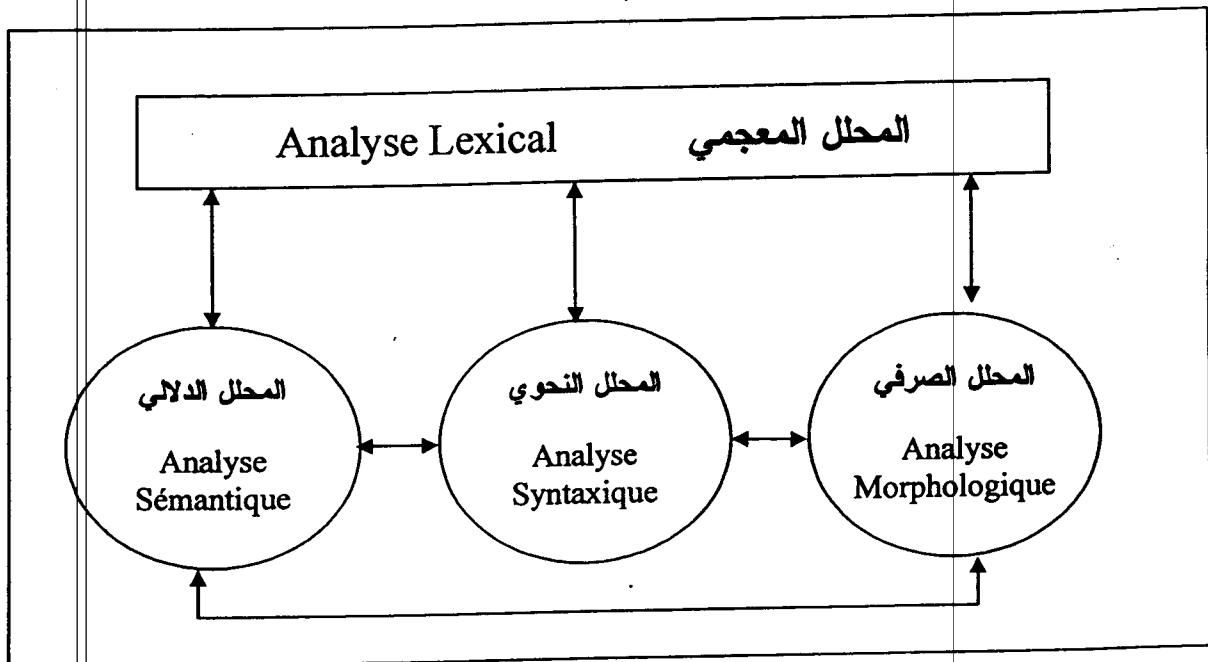 Analyse Lexical المحلل المعجمي
المحلل الدلالي
Analyse
Sémantique
المحلل النحوي
Analyse
Syntaxique
المحلل الصرفي
Analyse
Morphologique